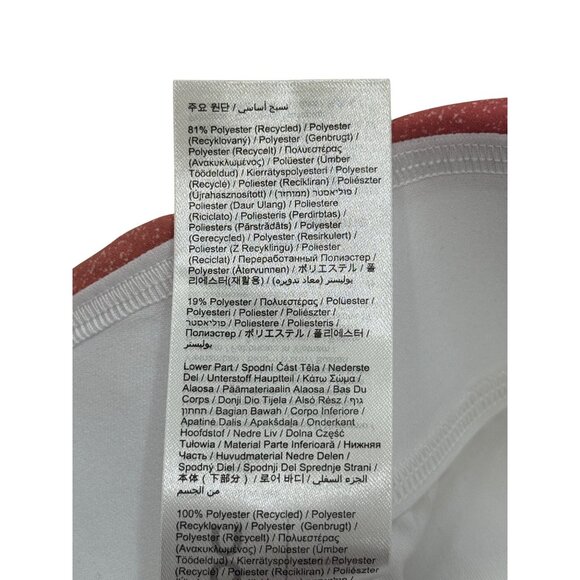 주요 원단 / نسيج أساسي /
81% Polyester (Recycled) / Polyester
(Recyklovany) / Polyester (Genbrugt) /
Polyester (Recycelt) / Πολυεστέρας
(Ανακυκλωμένος) / Polüester (Ümber
Töödeldud) / Kierrätyspolyesteri / Polyester
(Recyclé) / Poliester (Recikliran) / Poliészter
(Újrahasznosított) / פוליאסטר (ממוחזר) /
Poliester (Daur Ulang) / Poliestere
(Riciclato) / Poliesteris (Perdirbtas) /
Poliesters (Pārstrādāts) / Polyester
(Gerecycled) / Polyester (Resirkulert) /
Poliester (Z Recyklingu) / Poliéster
(Reciclada) / Переработанный Полиэстер /
Polyester (Återvunnen) / ポリエステル / 폴
리에스터(재활용) / (معاد تدويره) بوليستر
19% Polyester / Πολυεστέρας / Polüester /
Polyesteri / Poliester / Poliészter /
פוליאסטר / Poliestere / Poliesteris /
Полиэстер / ポリエステル / 폴리에스터 /
بوليستر
Lower Part / Spodní Část Těla / Nederste
Del / Unterstoff Hauptteil / Κάτω Σώμα /
Alaosa / Päämateriaalin Alaosa / Bas Du
Corps / Donji Dio Tijela / Alsó Rész / גוף
תחתון / Bagian Bawah / Corpo Inferiore /
Apatinė Dalis / Apakšdaļa / Onderkant
Hoofdstof / Nedre Liv / Dolna Część
Tułowia / Material Parte Inferioară / Нижняя
Часть / Huvudmaterial Nedre Delen /
Spodný Diel / Spodnji Del Sprednje Strani /
本体（下部分）/ 로어 바디 / الجزء السفلي
من الجسم
100% Polyester (Recycled) / Polyester
(Recyklovany) / Polyester (Genbrugt) /
Polyester (Recycelt) / Πολυεστέρας
(Ανακυκλωμένος) / Polüester (Ümber
Töödeldud) / Kierrätyspolyesteri / Polyester
(Recyclé) / Poliester (Recikliran) / Poliészter